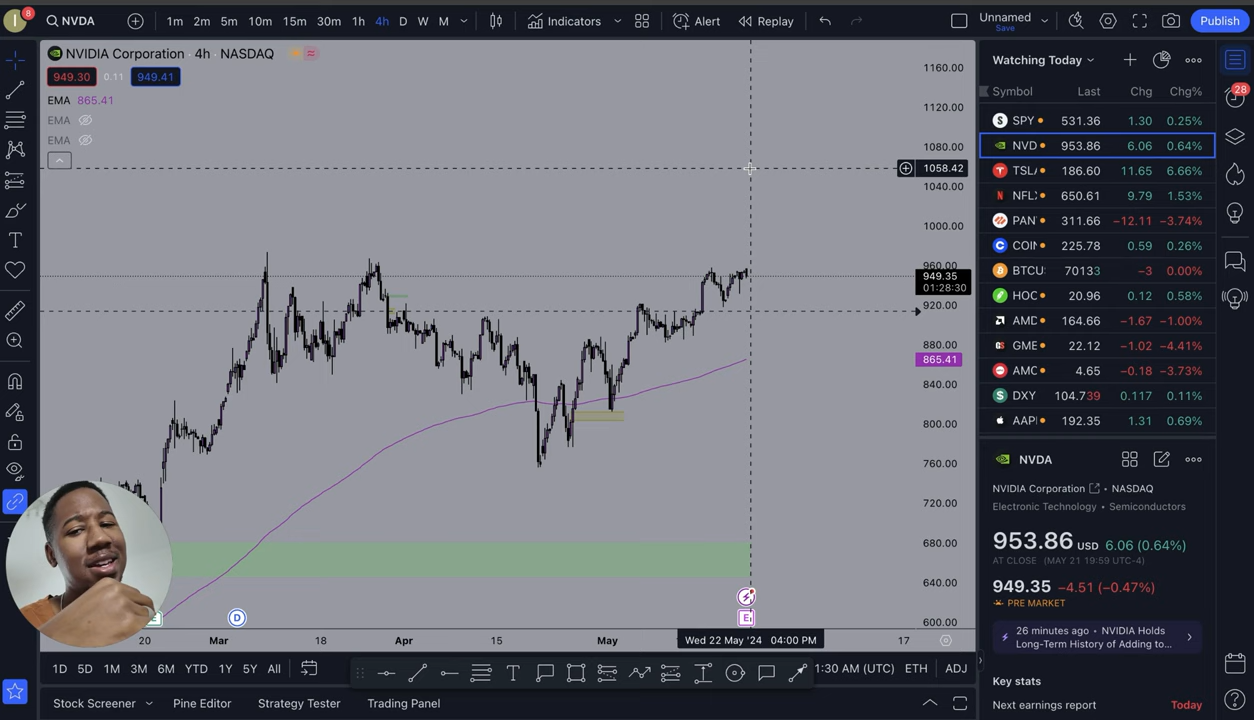 I
8
NVDA
1m 2m 5m 10m 15m 30m 1h 4h D W M
Indicators
Alert
Replay
Unnamed
Save
Publish
NVIDIA Corporation · 4h · NASDAQ
949.30 0.11 949.41
EMA 865.41
EMA
EMA
1160.00
1120.00
1080.00
1058.42
1040.00
1000.00
960.00
949.35
01:28:30
920.00
880.00
865.41
840.00
800.00
760.00
720.00
680.00
640.00
600.00
E
D
E
20 Mar 18 Apr 15 May Wed 22 May '24 04:00 PM 17
1D 5D 1M 3M 6M YTD 1Y 5Y All
1:30 AM (UTC) ETH ADJ
Stock Screener
Pine Editor
Strategy Tester
Trading Panel
Watching Today
Symbol Last Chg Chg%
SPY 531.36 1.30 0.25%
NVD 953.86 6.06 0.64%
TSL 186.60 11.65 6.66%
NFL 650.61 9.79 1.53%
PAN 311.66 −12.11 −3.74%
COIN 225.78 0.59 0.26%
BTCU 70133 −3 0.00%
HOC 20.96 0.12 0.58%
AMD 164.66 −1.67 −1.00%
GME 22.12 −1.02 −4.41%
AMC 4.65 −0.18 −3.73%
DXY 104.739 0.117 0.11%
AAP 192.35 1.31 0.69%
28
NVDA
NVIDIA Corporation · NASDAQ
Electronic Technology · Semiconductors
953.86 USD 6.06 (0.64%)
AT CLOSE (MAY 21 19:59 UTC-4)
949.35 −4.51 (−0.47%)
PRE MARKET
26 minutes ago · NVIDIA Holds
Long-Term History of Adding to...
Key stats
Next earnings report Today